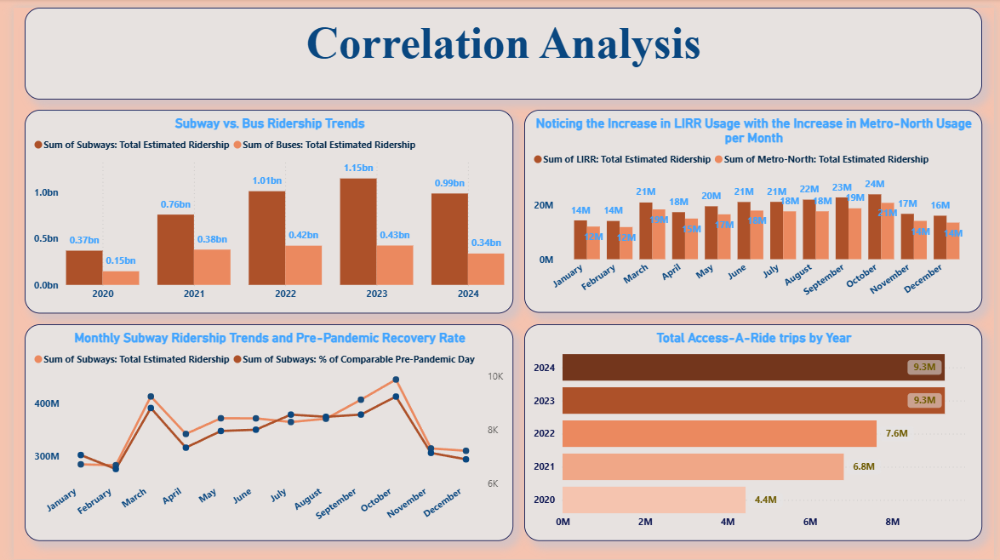 Correlation Analysis
Subway vs. Bus Ridership Trends
Sum of Subways: Total Estimated Ridership Sum of Buses: Total Estimated Ridership
1.15bn
1.01bn
0.99bn
1.0bn
0.76bn
0.5bn
0.37bn 0.38bn 0.42bn 0.43bn 0.34bn
0.15bn
0.0bn
2020 2021 2022 2023 2024
Noticing the Increase in LIRR Usage with the Increase in Metro-North Usage
per Month
Sum of LIRR: Total Estimated Ridership Sum of Metro-North: Total Estimated Ridership
20M
14M 14M 21M 18M 20M 21M 21M 22M 23M 24M 17M 16M
12M 12M 19M 15M 17M 18M 18M 18M 19M 21M 14M 14M
0M
January February March April May June July August September October November December
Monthly Subway Ridership Trends and Pre-Pandemic Recovery Rate
Sum of Subways: Total Estimated Ridership Sum of Subways: % of Comparable Pre-Pandemic Day
10K
400M
8K
300M
6K
January February March April May June July August September October November December
Total Access-A-Ride trips by Year
2024 9.3M
2023 9.3M
2022 7.6M
2021 6.8M
2020 4.4M
0M 2M 4M 6M 8M